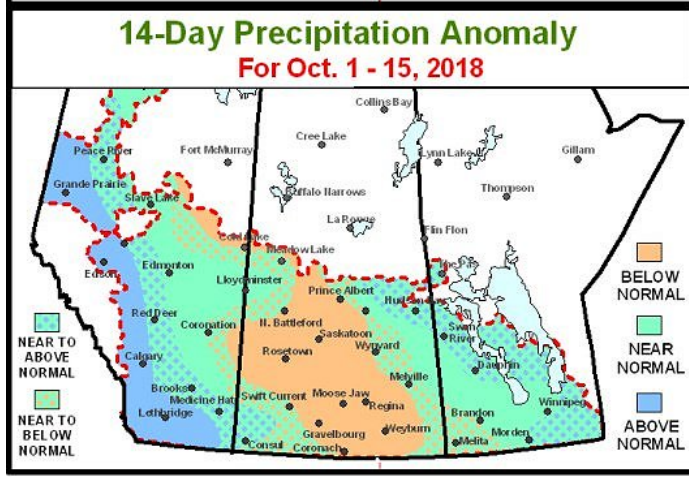 14-Day Precipitation Anomaly
For Oct. 1 - 15, 2018
Collins Bay
Cree Lake
Peace River
Fort McMurray
Lynn Lake
Gillam
Grande Prairie
Buffalo Narrows
Thompson
Slave Lake
La Ronge
Flin Flon
Cold Lake
Meadow Lake
Edson
Edmonton
The Pas
Lloydminster
Prince Albert
Hudson Bay
BELOW
NORMAL
Red Deer
Coronation
N. Battleford
Saskatoon
Swan
River
NEAR TO
ABOVE
NORMAL
Rosetown
Wynyard
NEAR
NORMAL
Calgary
Dauphin
Brooks
Melville
Medicine Hat
Swift Current
Moose Jaw
Regina
Brandon
Winnipeg
NEAR TO
BELOW
NORMAL
Lethbridge
Gravelbourg
Weyburn
Morden
ABOVE
NORMAL
Consul
Coronach
Melita